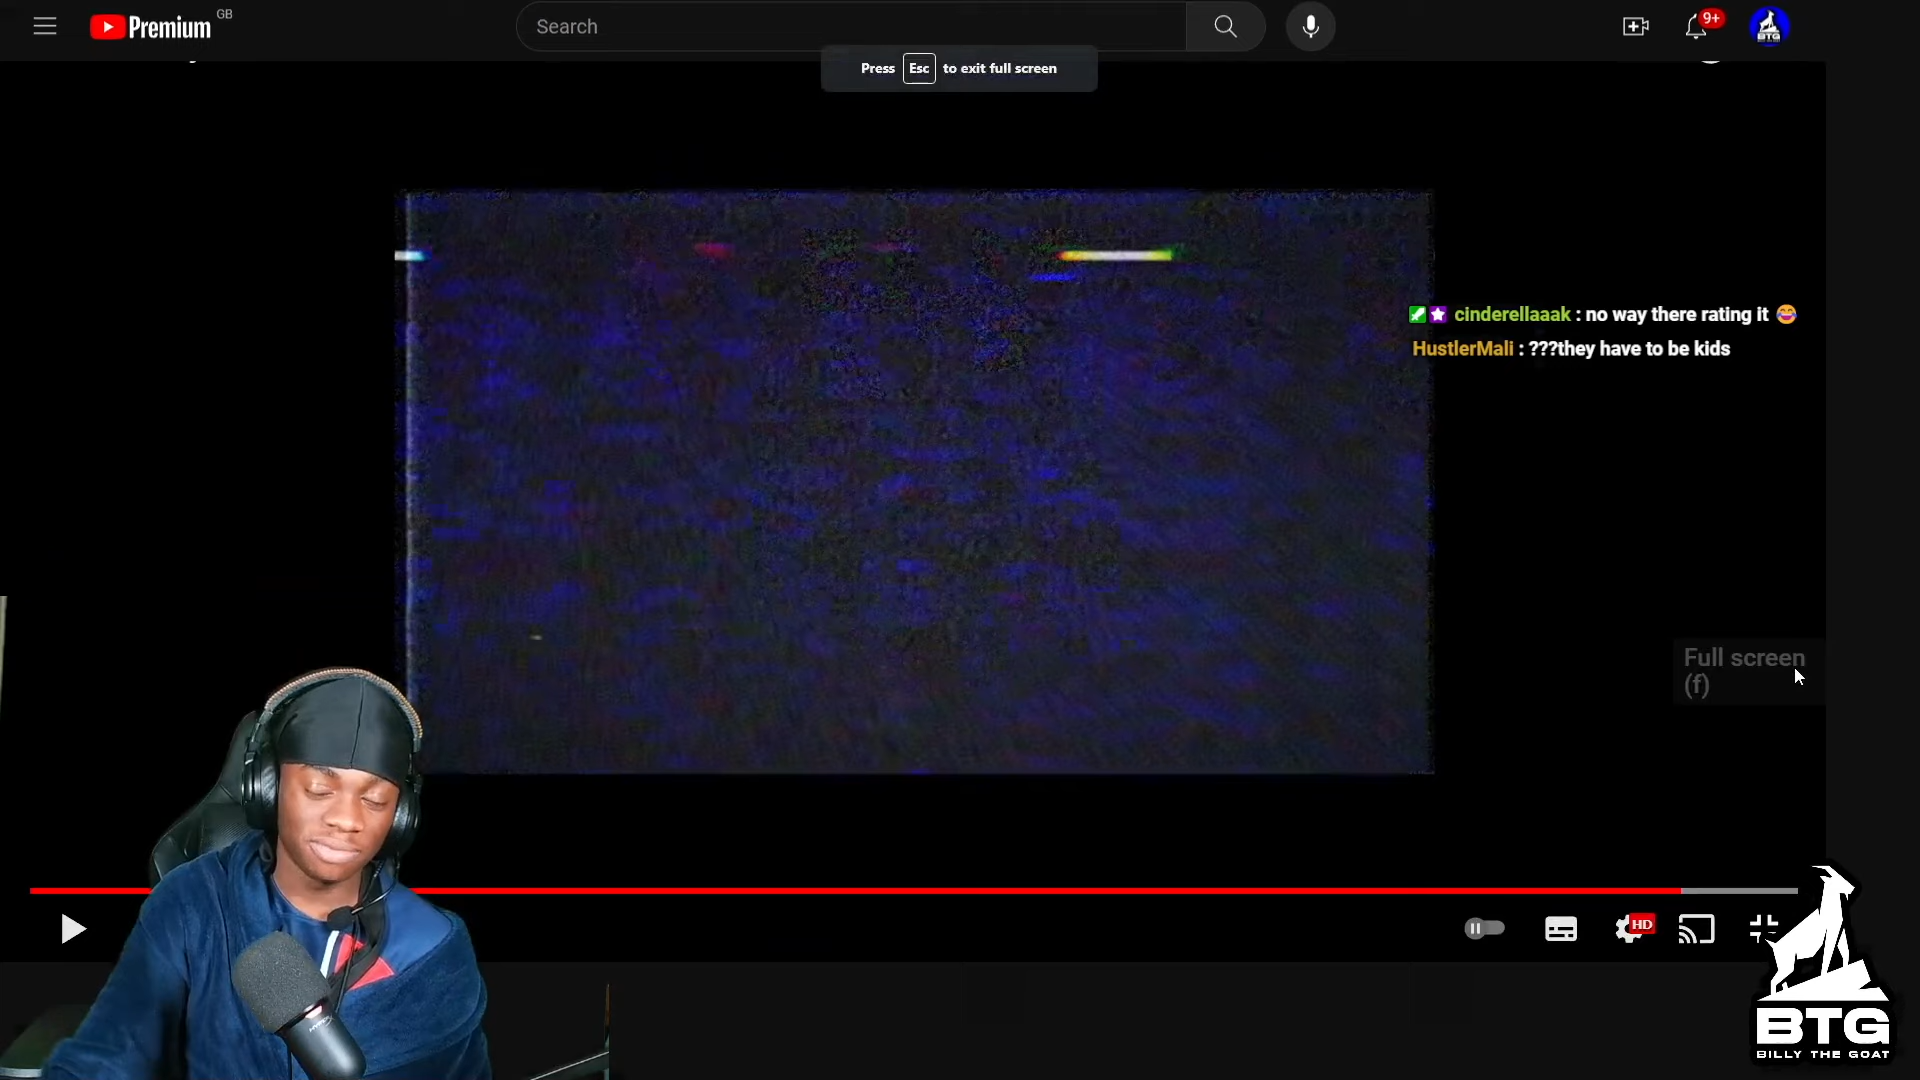 Premium GB
Search
9+
BTG
Press Esc to exit full screen
cinderellaaak : no way there rating it 😂
HustlerMali : ???they have to be kids
Full screen
(f)
HD
BTG
BILLY THE GOAT